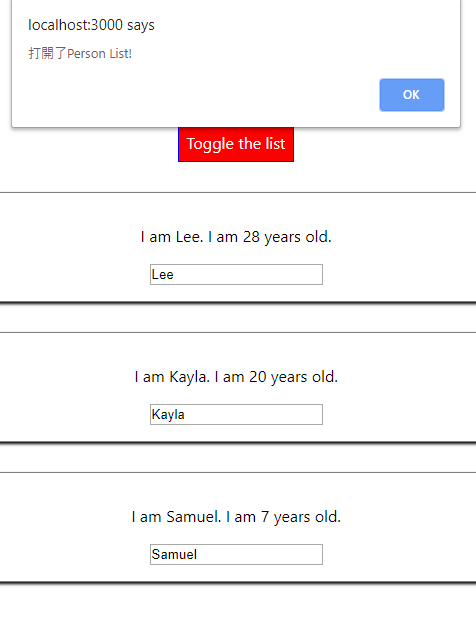 localhost:3000 says
打開了Person List!
OK
Toggle the list
I am Lee. I am 28 years old.
Lee
I am Kayla. I am 20 years old.
Kayla
I am Samuel. I am 7 years old.
Samuel